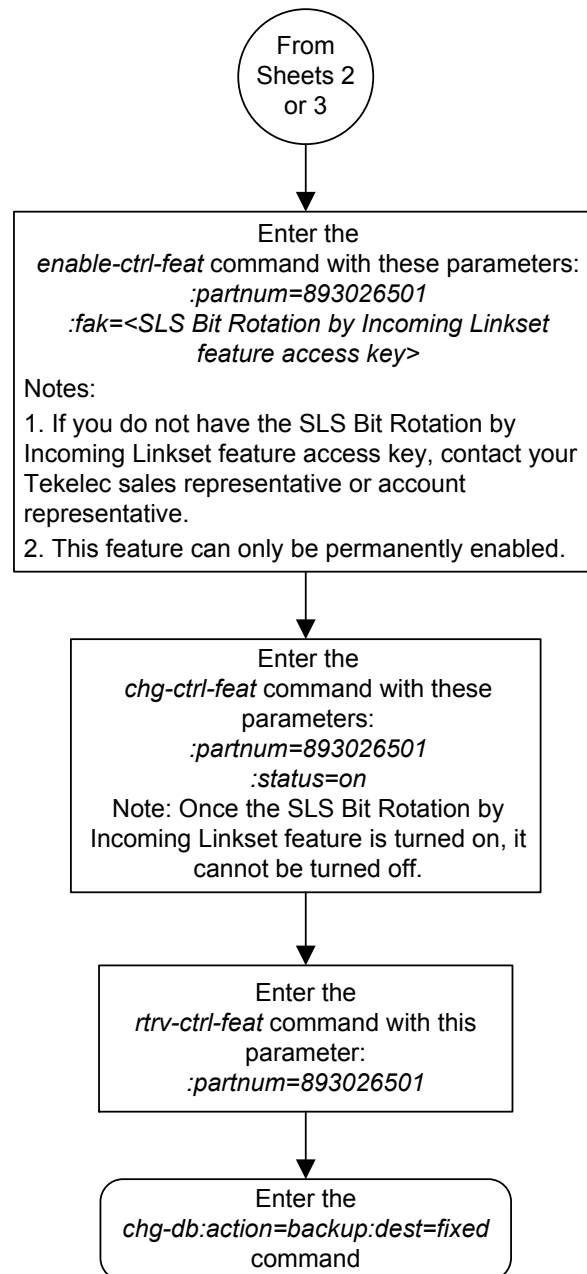 From
Sheets 2
or 3
Enter the
enable-ctrl-feat command with these parameters:
:partnum=893026501
:fak=<SLS Bit Rotation by Incoming Linkset
feature access key>
Notes:
1. If you do not have the SLS Bit Rotation by
Incoming Linkset feature access key, contact your
Tekelec sales representative or account
representative.
2. This feature can only be permanently enabled.
Enter the
chg-ctrl-feat command with these
parameters:
:partnum=893026501
:status=on
Note: Once the SLS Bit Rotation by
Incoming Linkset feature is turned on, it
cannot be turned off.
Enter the
rtrv-ctrl-feat command with this
parameter:
:partnum=893026501
Enter the
chg-db:action=backup:dest=fixed
command